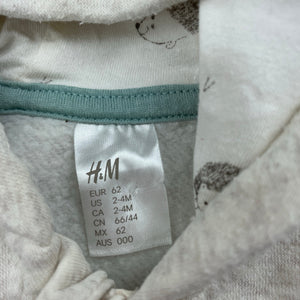 H&M
EUR 62
US 2-4M
CA 2-4M
CN 66/44
MX 62
AUS 000